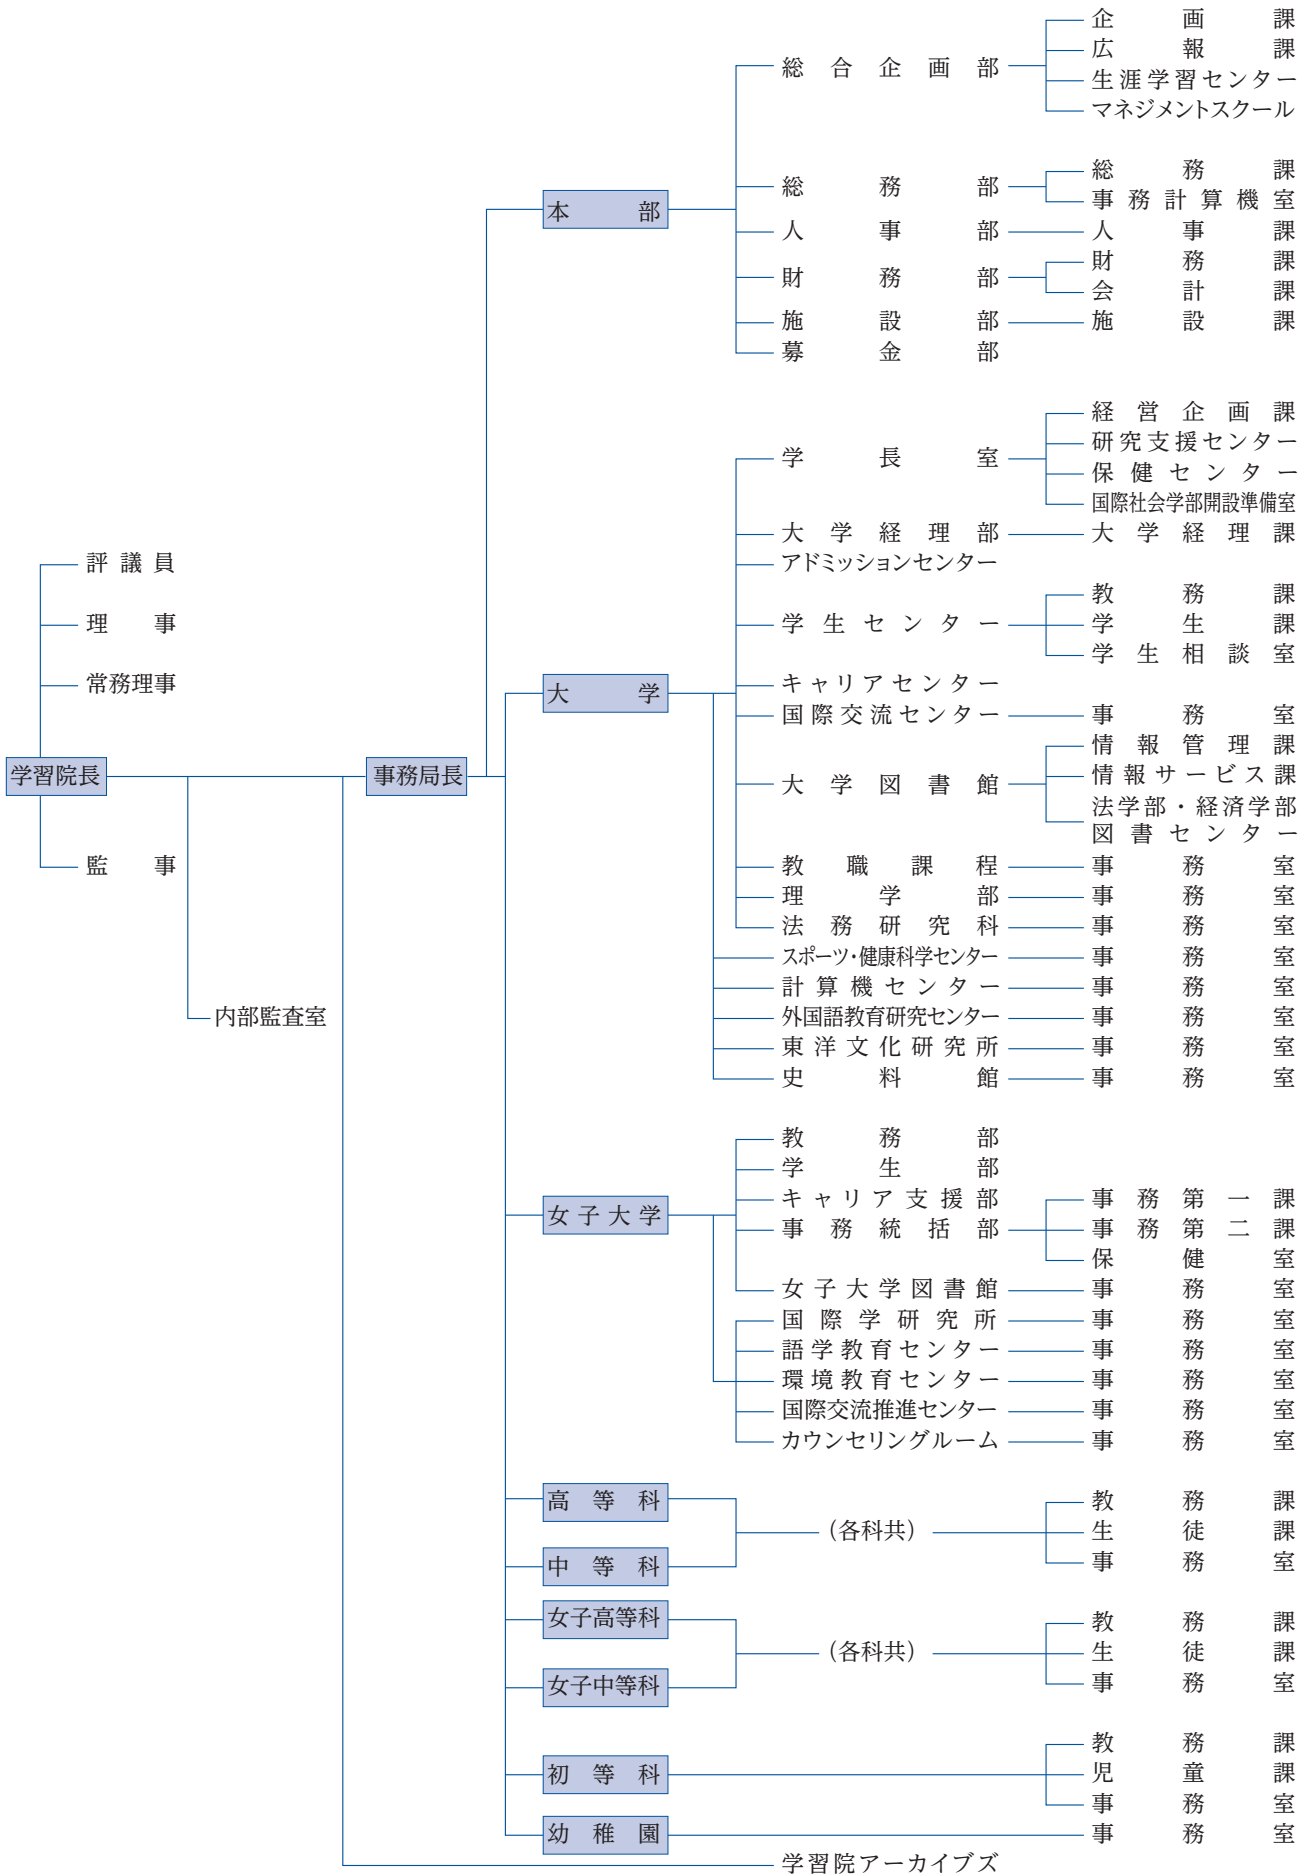 企画課
総合企画部
広報課
生涯学習センター
マネジメントスクール
本部
総務部
総務課
事務計算機室
人事部
人事課
財務部
財務課
会計課
施設部
施設課
募金部
学長室
経営企画課
研究支援センター
保健センター
国際社会学部開設準備室
大学経理部
大学経理課
アドミッションセンター
評議員
理事
常務理事
学習院長
監事
内部監査室
事務局長
大学
学生センター
教務課
学生課
学生相談室
キャリアセンター
国際交流センター
事務室
大学図書館
情報管理課
情報サービス課
法学部・経済学部
図書センター
教職課程
事務室
理学部
事務室
法務研究科
事務室
スポーツ・健康科学センター
事務室
計算機センター
事務室
外国語教育研究センター
事務室
東洋文化研究所
事務室
史料館
事務室
女子大学
教務部
学生部
キャリア支援部
事務統括部
事務第一課
事務第二課
保健室
女子大学図書館
事務室
国際学研究所
事務室
語学教育センター
事務室
環境教育センター
事務室
国際交流推進センター
事務室
カウンセリングルーム
事務室
高等科
中等科
（各科共）
教務課
生徒課
事務室
女子高等科
女子中等科
（各科共）
教務課
生徒課
事務室
初等科
教務課
児童課
事務室
幼稚園
事務室
学習院アーカイブズ